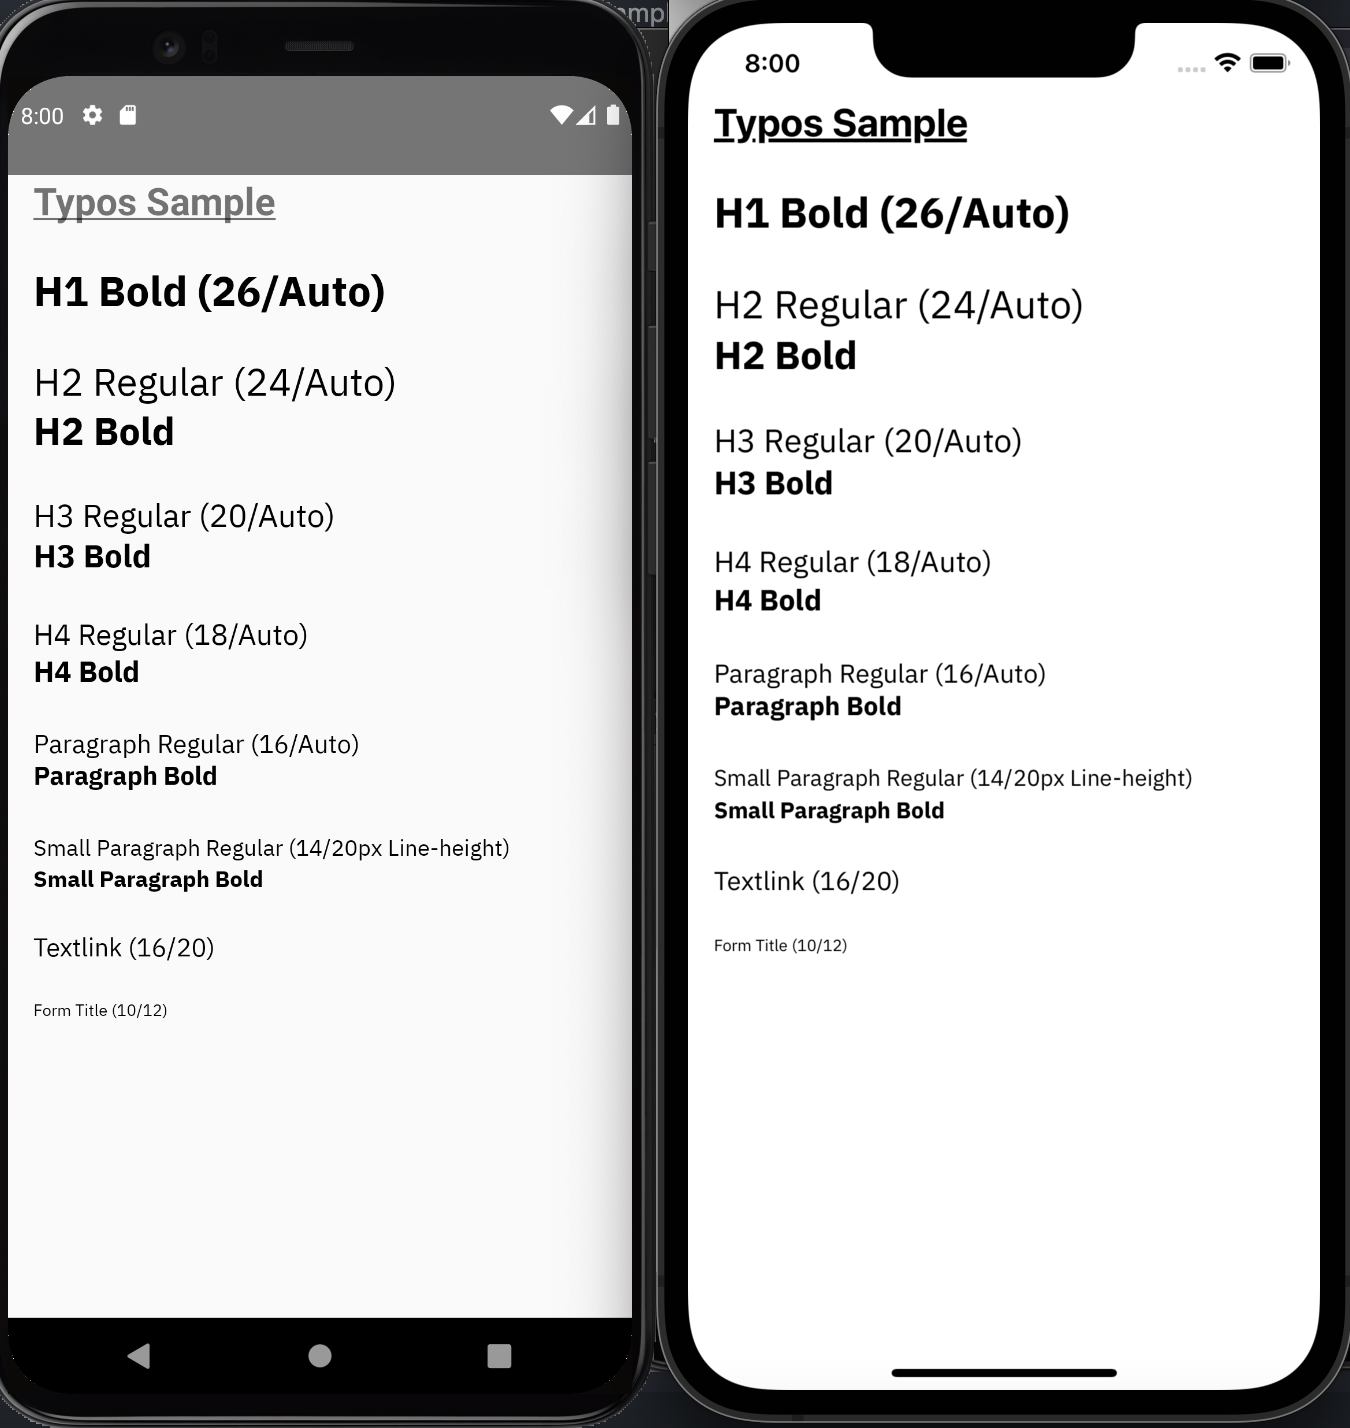 ampl
8:00
Typos Sample
H1 Bold (26/Auto)
H2 Regular (24/Auto)
H2 Bold
H3 Regular (20/Auto)
H3 Bold
H4 Regular (18/Auto)
H4 Bold
Paragraph Regular (16/Auto)
Paragraph Bold
Small Paragraph Regular (14/20px Line-height)
Small Paragraph Bold
Textlink (16/20)
Form Title (10/12)
8:00
Typos Sample
H1 Bold (26/Auto)
H2 Regular (24/Auto)
H2 Bold
H3 Regular (20/Auto)
H3 Bold
H4 Regular (18/Auto)
H4 Bold
Paragraph Regular (16/Auto)
Paragraph Bold
Small Paragraph Regular (14/20px Line-height)
Small Paragraph Bold
Textlink (16/20)
Form Title (10/12)